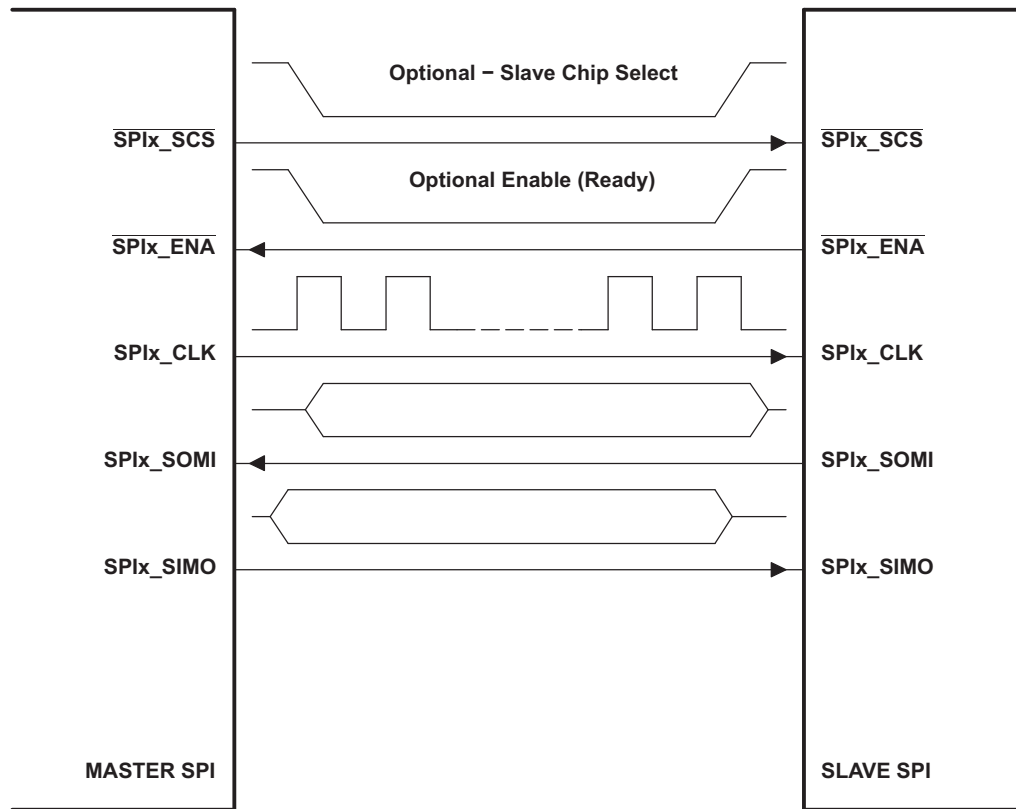 Optional − Slave Chip Select
SPIx_SCS SPIx_SCS
Optional Enable (Ready)
SPIx_ENA SPIx_ENA
SPIx_CLK SPIx_CLK
SPIx_SOMI SPIx_SOMI
SPIx_SIMO SPIx_SIMO
MASTER SPI SLAVE SPI